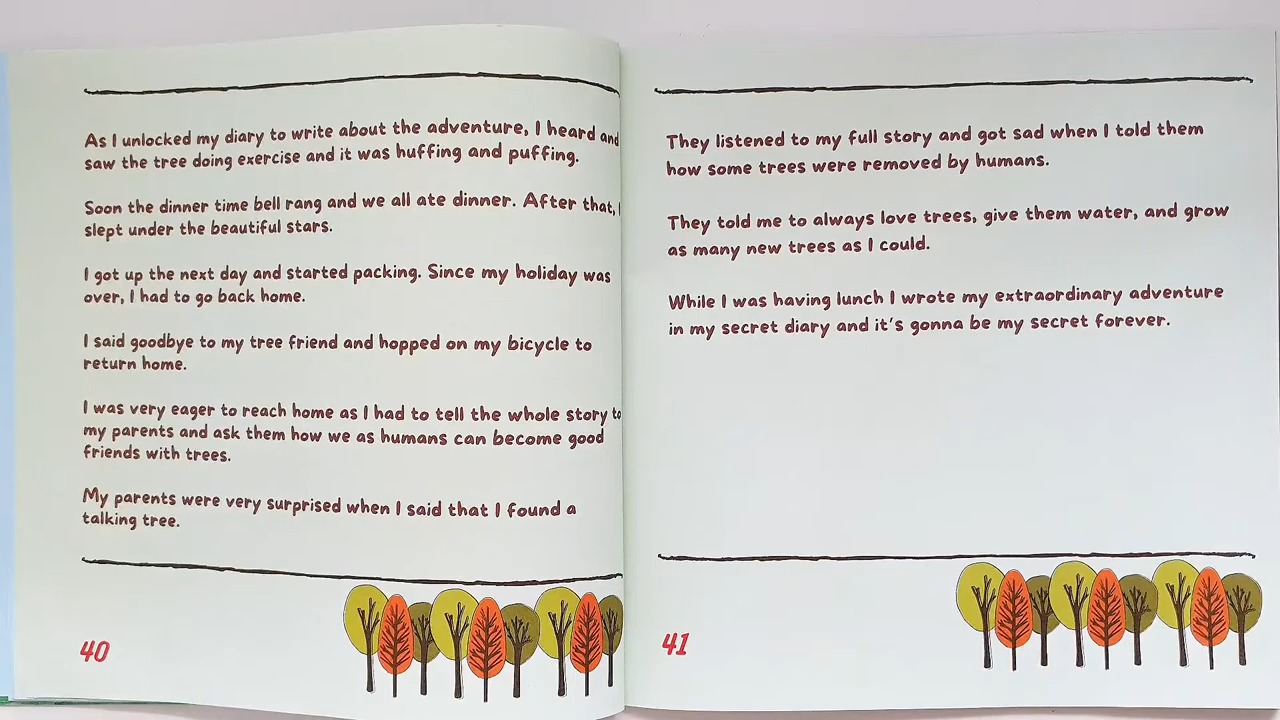 As I unlocked my diary to write about the adventure, I heard and
saw the tree doing exercise and it was huffing and puffing.
Soon the dinner time bell rang and we all ate dinner. After that, I
slept under the beautiful stars.
I got up the next day and started packing. Since my holiday was
over, I had to go back home.
I said goodbye to my tree friend and hopped on my bicycle to
return home.
I was very eager to reach home as I had to tell the whole story to
my parents and ask them how we as humans can become good
friends with trees.
My parents were very surprised when I said that I found a
talking tree.
40
They listened to my full story and got sad when I told them
how some trees were removed by humans.
They told me to always love trees, give them water, and grow
as many new trees as I could.
While I was having lunch I wrote my extraordinary adventure
in my secret diary and it's gonna be my secret forever.
41